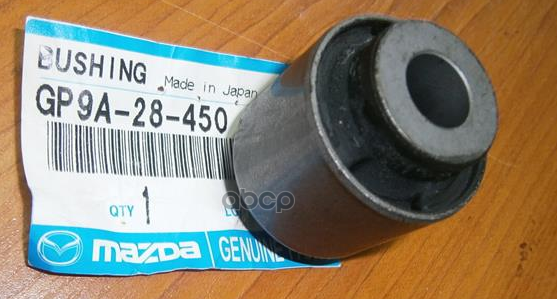 BUSHING
Made in Japan
GP9A-28-450
QTY 1
mazda GENUINE